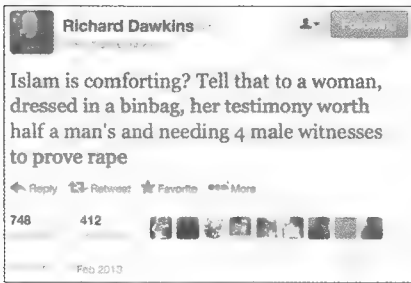 Richard Dawkins
Islam is comforting? Tell that to a woman,
dressed in a binbag, her testimony worth
half a man's and needing 4 male witnesses
to prove rape
Reply Retweet Favorite More
748 412
Feb 2013